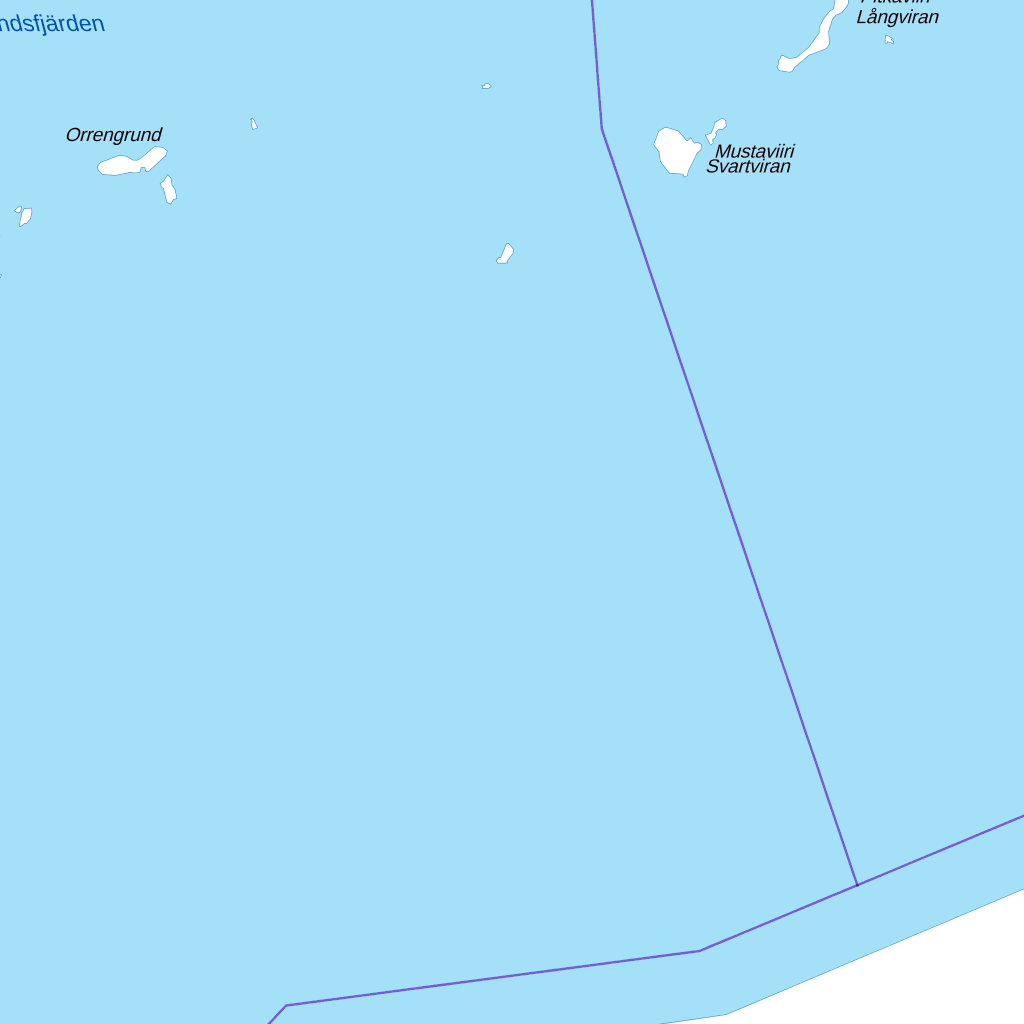 ndsfjärden
Långviran
Orrengrund
Mustaviiri
Svartviran